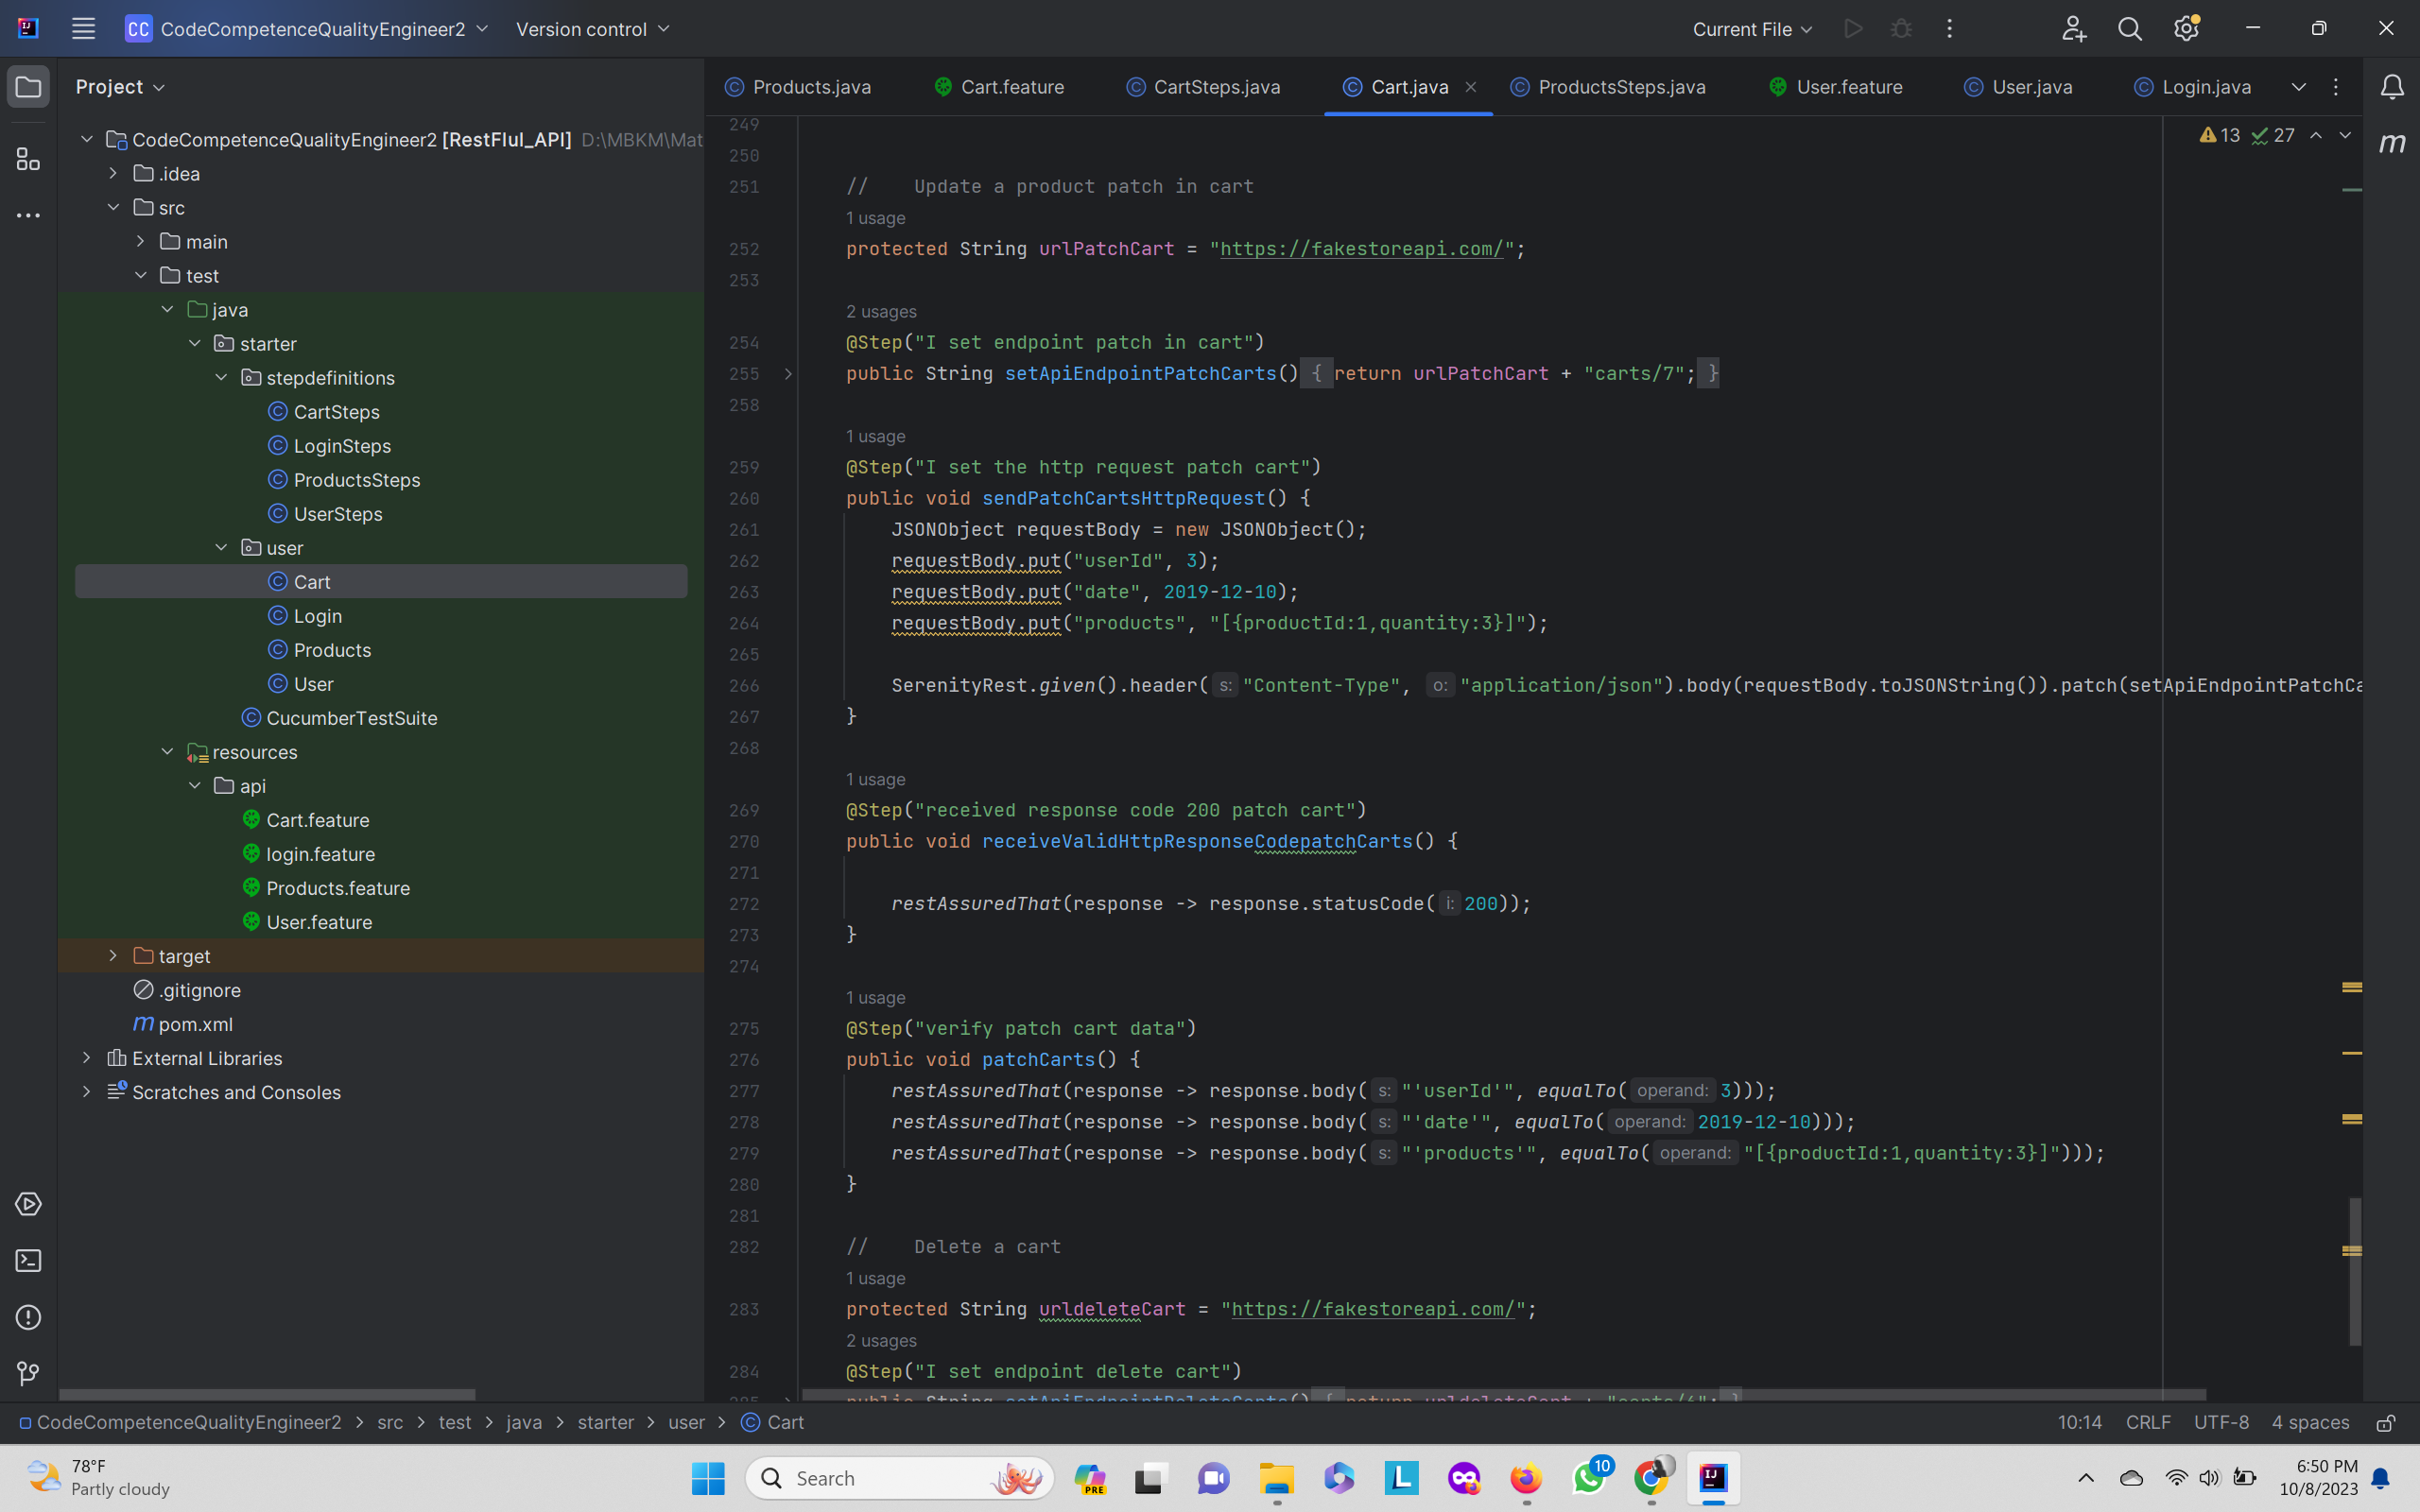 CC CodeCompetenceQualityEngineer2 Version control Current File
Project
Products.java Cart.feature CartSteps.java Cart.java ProductsSteps.java User.feature User.java Login.java
CodeCompetenceQualityEngineer2 [RestFlul_API] D:\MBKM\Mat
.idea
src
main
test
java
starter
stepdefinitions
CartSteps
LoginSteps
ProductsSteps
UserSteps
user
Cart
Login
Products
User
CucumberTestSuite
resources
api
Cart.feature
login.feature
Products.feature
User.feature
target
.gitignore
m pom.xml
External Libraries
Scratches and Consoles
13 27
m
249
250
251 // Update a product patch in cart
1 usage
252 protected String urlPatchCart = "https://fakestoreapi.com/";
253
2 usages
254 @Step("I set endpoint patch in cart")
255 public String setApiEndpointPatchCarts() { return urlPatchCart + "carts/7"; }
258
1 usage
259 @Step("I set the http request patch cart")
260 public void sendPatchCartsHttpRequest() {
261 JSONObject requestBody = new JSONObject();
262 requestBody.put("userId", 3);
263 requestBody.put("date", 2019-12-10);
264 requestBody.put("products", "[{productId:1,quantity:3}]");
265
266 SerenityRest.given().header( s: "Content-Type", o: "application/json").body(requestBody.toJSONString()).patch(setApiEndpointPatchCa
267 }
268
1 usage
269 @Step("received response code 200 patch cart")
270 public void receiveValidHttpResponseCodepatchCarts() {
271
272 restAssuredThat(response -> response.statusCode( i: 200));
273 }
274
1 usage
275 @Step("verify patch cart data")
276 public void patchCarts() {
277 restAssuredThat(response -> response.body( s: "'userId'", equalTo( operand: 3)));
278 restAssuredThat(response -> response.body( s: "'date'", equalTo( operand: 2019-12-10)));
279 restAssuredThat(response -> response.body( s: "'products'", equalTo( operand: "[{productId:1,quantity:3}]")));
280 }
281
282 // Delete a cart
1 usage
283 protected String urldeleteCart = "https://fakestoreapi.com/";
2 usages
284 @Step("I set endpoint delete cart")
285 public String setApiEndpointDeleteCarts() { return urldeleteCart + "carts/6"; }
CodeCompetenceQualityEngineer2 > src > test > java > starter > user > Cart
10:14 CRLF UTF-8 4 spaces
78°F
Partly cloudy
Search
PRE
L
10
6:50 PM
10/8/2023